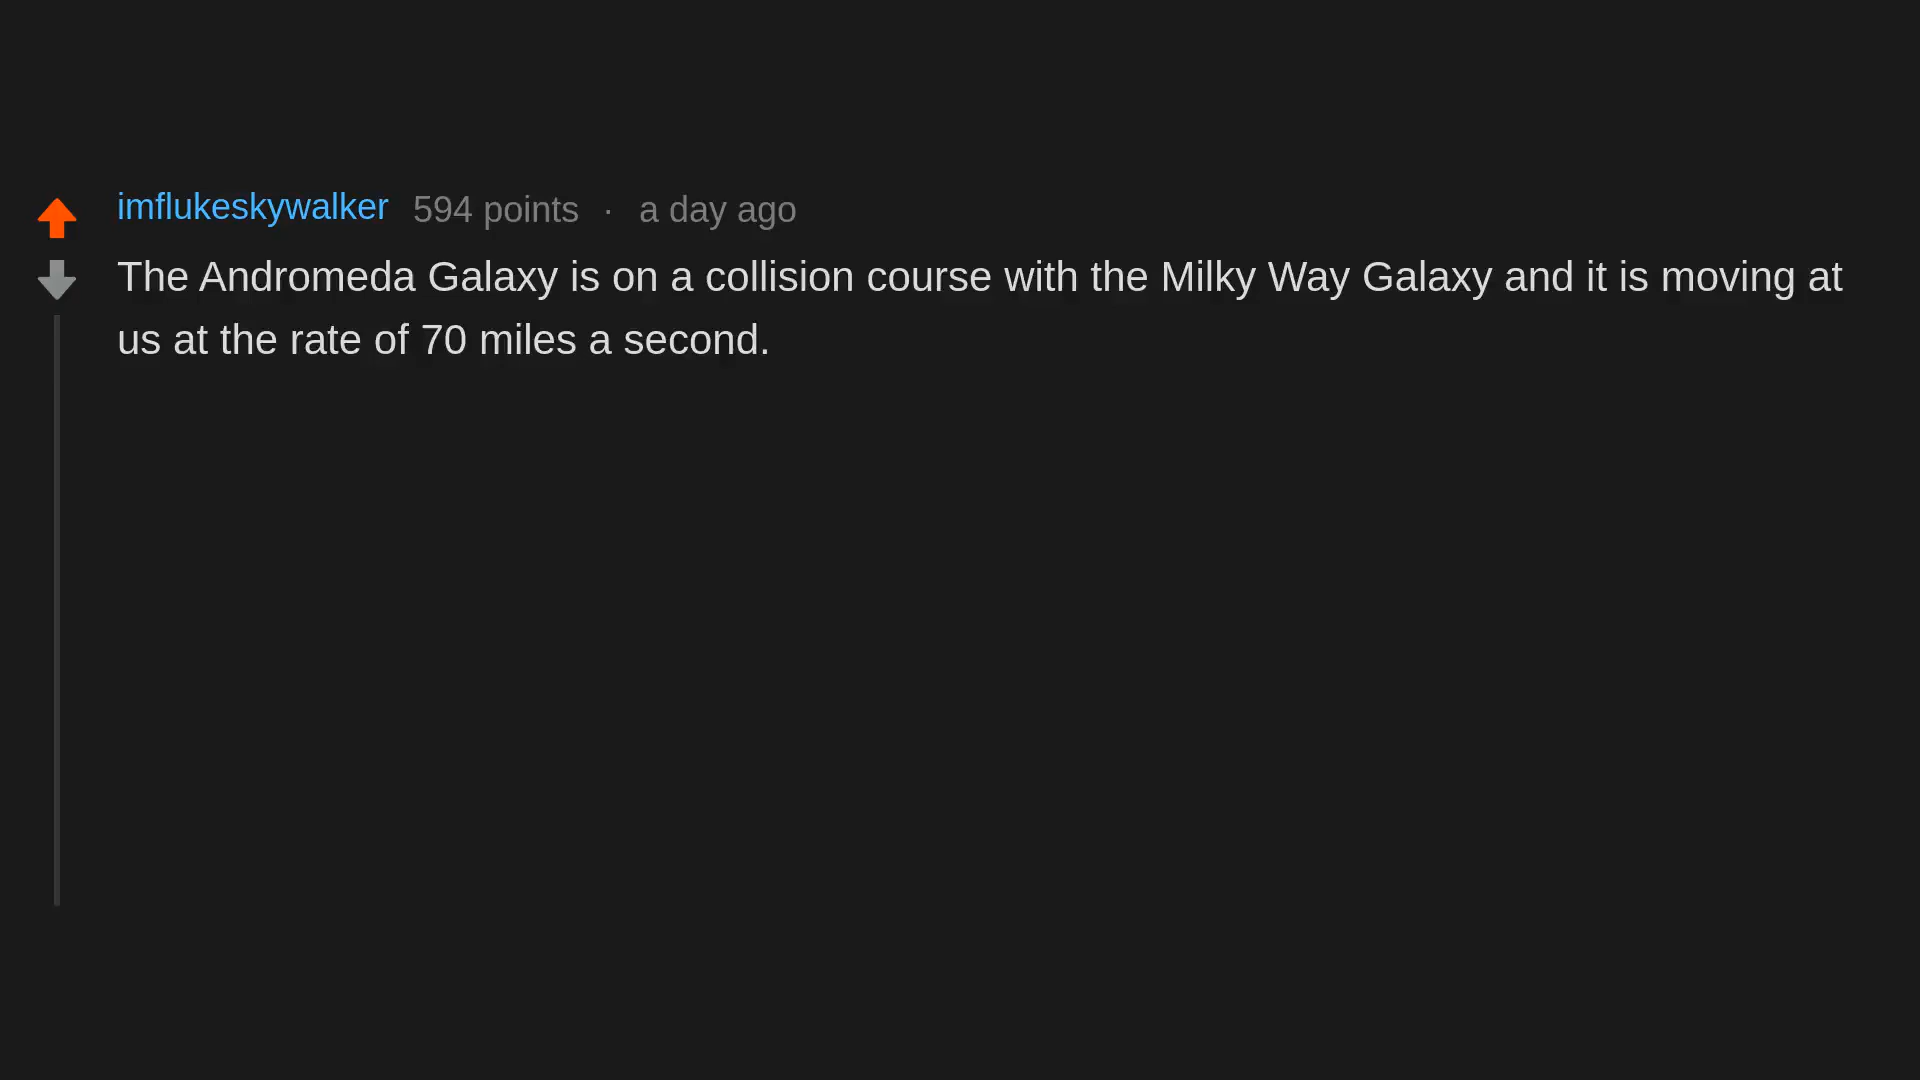 imflukeskywalker 594 points · a day ago
The Andromeda Galaxy is on a collision course with the Milky Way Galaxy and it is moving at
us at the rate of 70 miles a second.